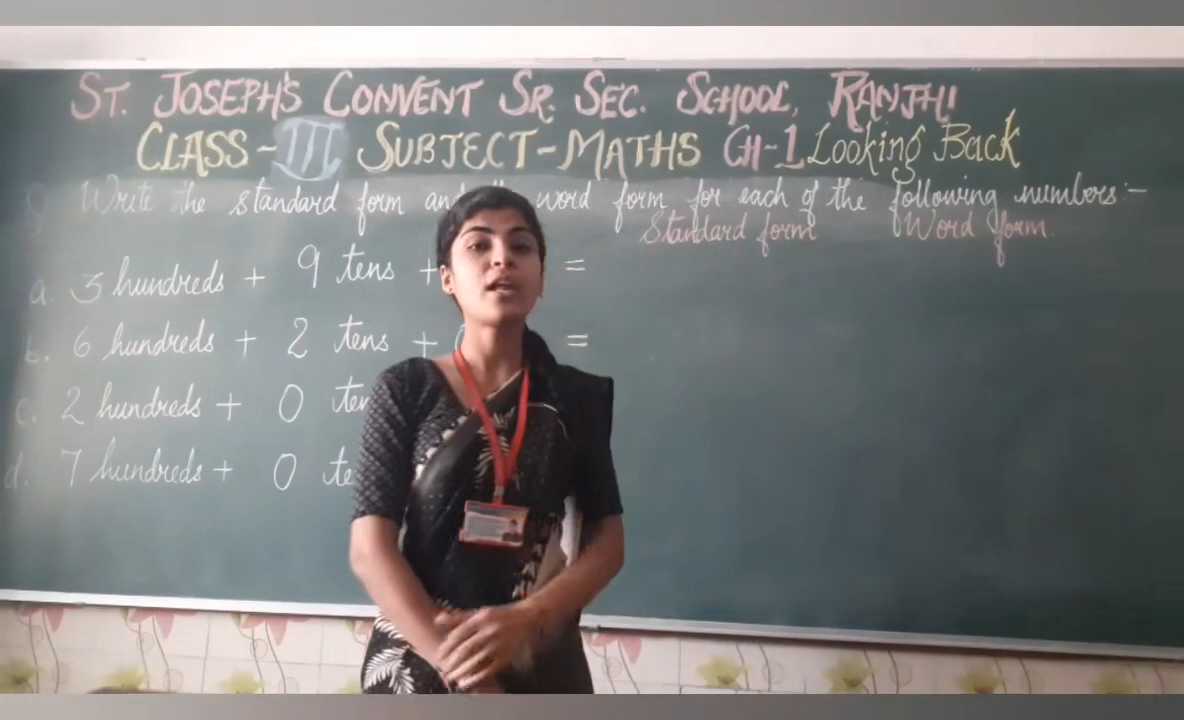 ST. JOSEPH'S CONVENT SR. SEC. SCHOOL, RANJHI
CLASS-III SUBJECT-MATHS CH-1 Looking Back
Write the standard form and word form for each of the following numbers:-
Standard form Word form.
a. 3 hundreds + 9 tens + =
b. 6 hundreds + 2 tens + =
c. 2 hundreds + 0
d. 7 hundreds + 0